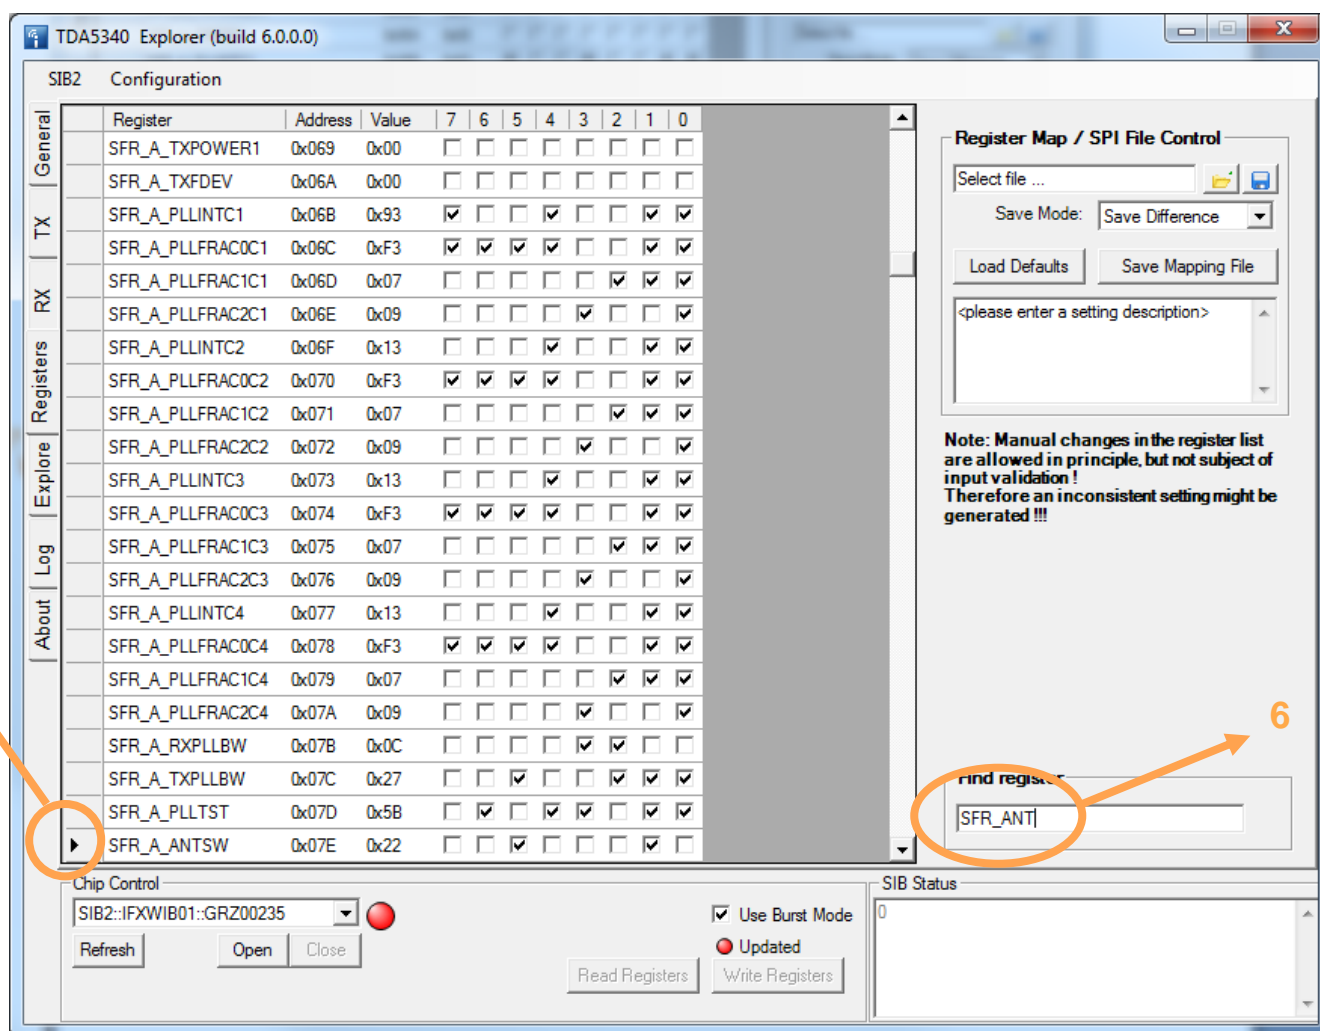 TDA5340 Explorer (build 6.0.0.0)
SIB2 Configuration
General
TX
RX
Registers
Explore
Log
About
Register Address Value 7 6 5 4 3 2 1 0
SFR_A_TXPOWER1 0x069 0x00
SFR_A_TXFDEV 0x06A 0x00
SFR_A_PLLINTC1 0x06B 0x93
SFR_A_PLLFRAC0C1 0x06C 0xF3
SFR_A_PLLFRAC1C1 0x06D 0x07
SFR_A_PLLFRAC2C1 0x06E 0x09
SFR_A_PLLINTC2 0x06F 0x13
SFR_A_PLLFRAC0C2 0x070 0xF3
SFR_A_PLLFRAC1C2 0x071 0x07
SFR_A_PLLFRAC2C2 0x072 0x09
SFR_A_PLLINTC3 0x073 0x13
SFR_A_PLLFRAC0C3 0x074 0xF3
SFR_A_PLLFRAC1C3 0x075 0x07
SFR_A_PLLFRAC2C3 0x076 0x09
SFR_A_PLLINTC4 0x077 0x13
SFR_A_PLLFRAC0C4 0x078 0xF3
SFR_A_PLLFRAC1C4 0x079 0x07
SFR_A_PLLFRAC2C4 0x07A 0x09
SFR_A_RXPLLBW 0x07B 0x0C
SFR_A_TXPLLBW 0x07C 0x27
SFR_A_PLLTST 0x07D 0x5B
SFR_A_ANTSW 0x07E 0x22
Register Map / SPI File Control
Select file ...
Save Mode: Save Difference
Load Defaults Save Mapping File
<please enter a setting description>
Note: Manual changes in the register list
are allowed in principle, but not subject of
input validation !
Therefore an inconsistent setting might be
generated !!!
6
Find register
SFR_ANT
Chip Control
SIB2::IFXWIB01::GRZ00235
Refresh Open Close
Use Burst Mode
Updated
Read Registers Write Registers
SIB Status
0